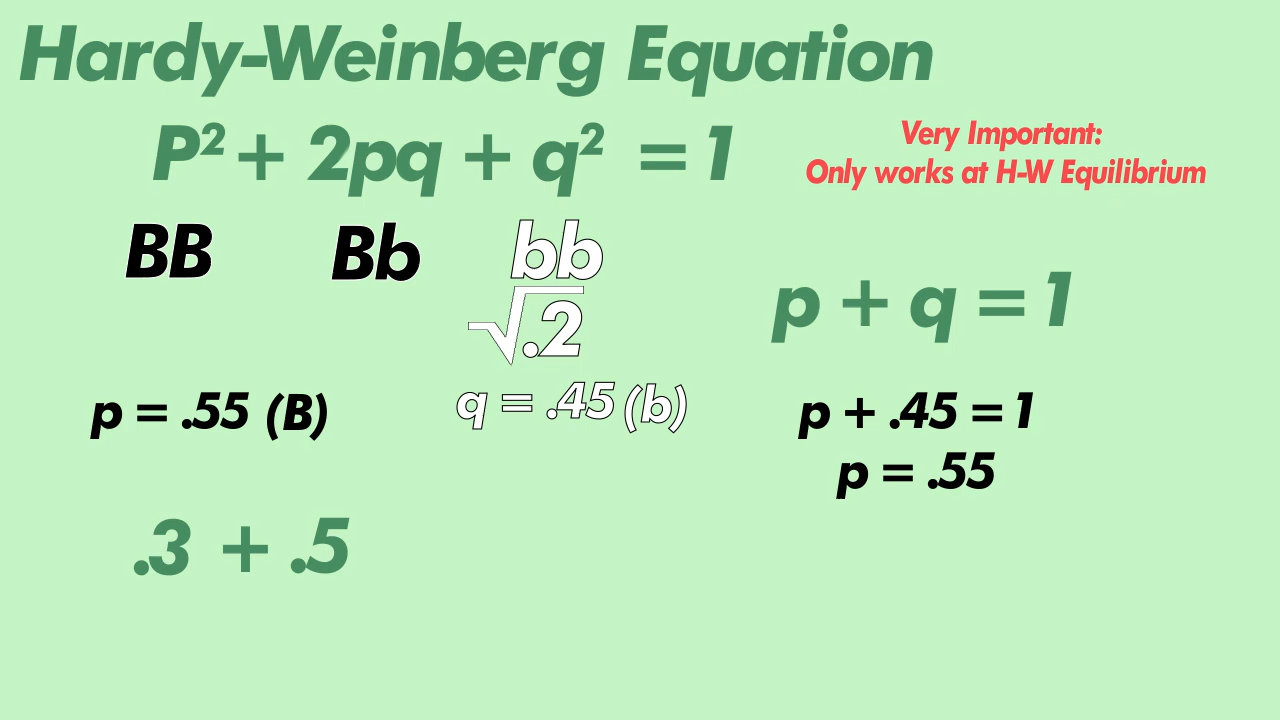 Hardy-Weinberg Equation
P² + 2pq + q² = 1
Very Important:
Only works at H-W Equilibrium
BB Bb bb
√.2
p + q = 1
p = .55 (B)
q = .45 (b)
p + .45 = 1
p = .55
.3 + .5